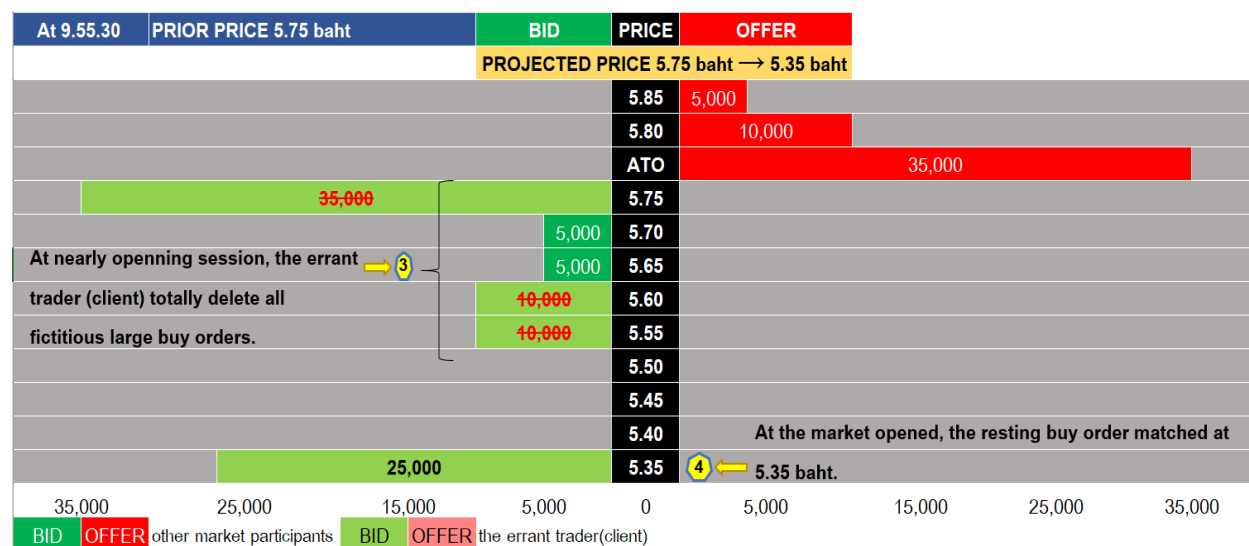 At 9.55.30 PRIOR PRICE 5.75 baht BID PRICE OFFER
PROJECTED PRICE 5.75 baht → 5.35 baht
5.85 5,000
5.80 10,000
ATO 35,000
35,000 5.75
5,000 5.70
At nearly openning session, the errant 3 5,000 5.65
trader (client) totally delete all 10,000 5.60
fictitious large buy orders. 10,000 5.55
5.50
5.45
5.40 At the market opened, the resting buy order matched at
25,000 5.35 4 5.35 baht.
35,000 25,000 15,000 5,000 0 5,000 15,000 25,000 35,000
BID OFFER other market participants BID OFFER the errant trader(client)